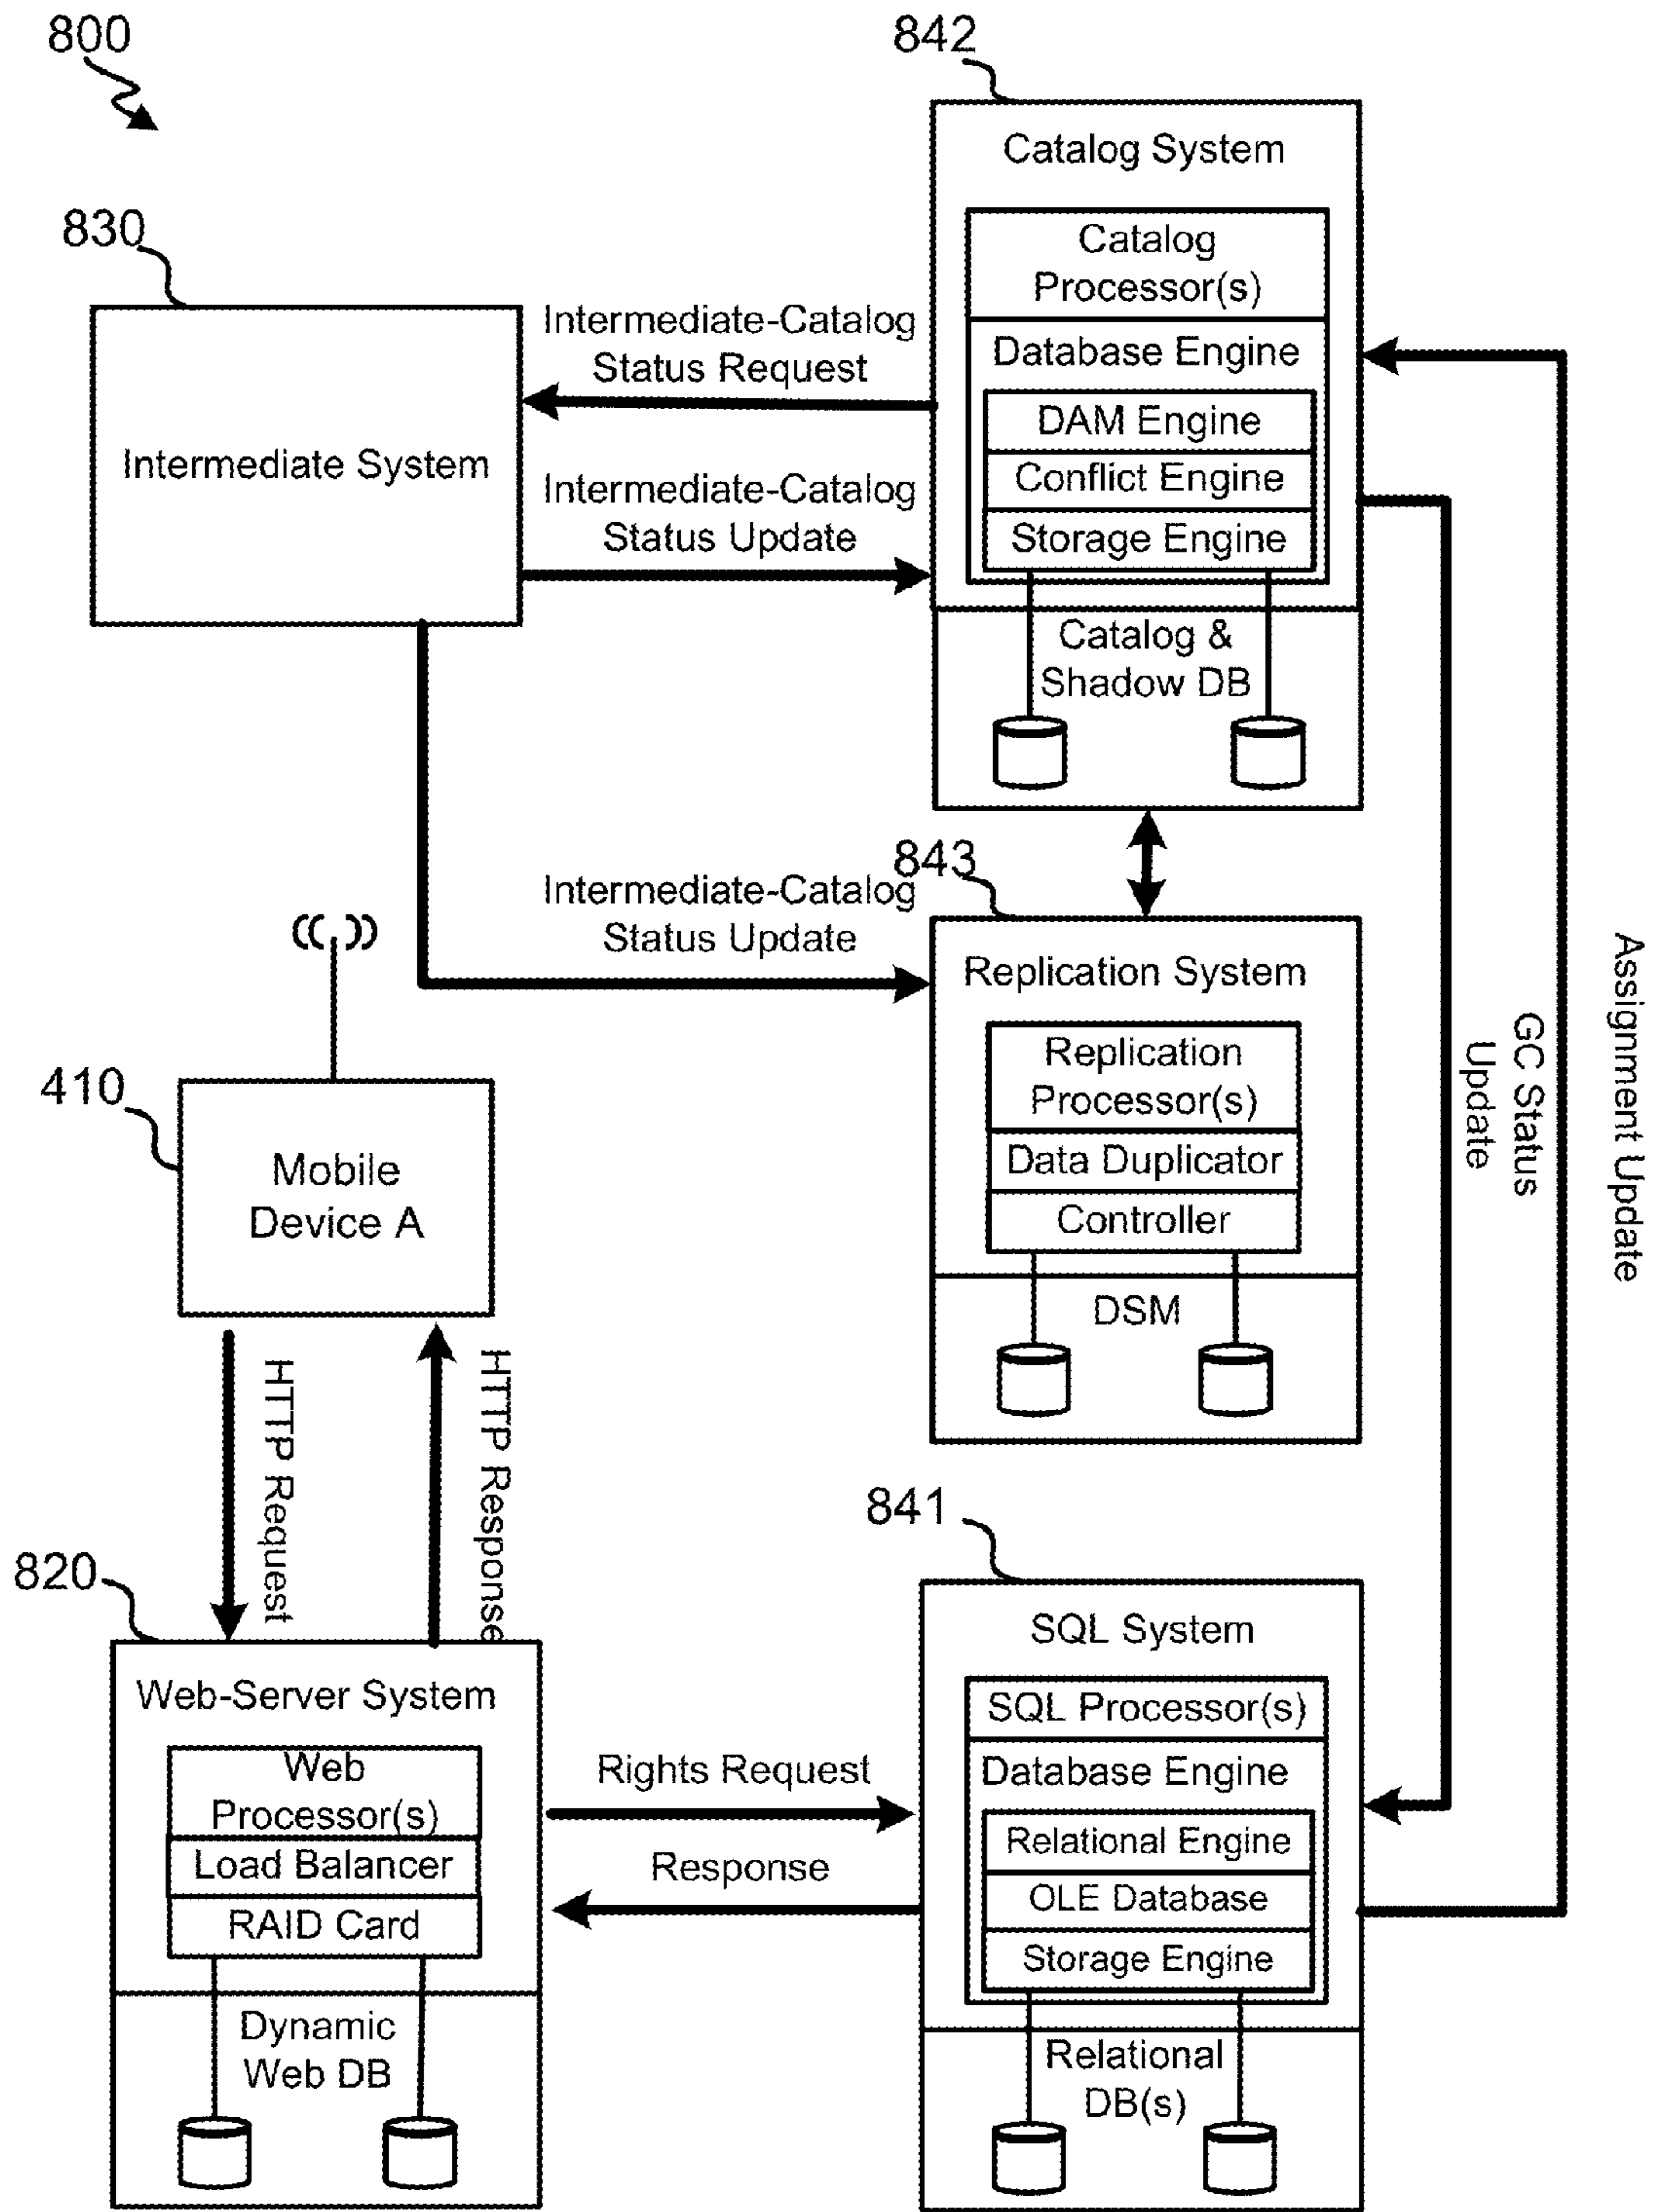 800
842
Catalog System
Catalog
Processor(s)
Database Engine
DAM Engine
Conflict Engine
Storage Engine
Catalog &
Shadow DB
830
Intermediate System
Intermediate-Catalog
Status Request
Intermediate-Catalog
Status Update
Intermediate-Catalog
Status Update
843
Replication System
Replication
Processor(s)
Data Duplicator
Controller
DSM
Assignment Update
GC Status
Update
410
Mobile
Device A
HTTP Request
HTTP Response
820
Web-Server System
Web
Processor(s)
Load Balancer
RAID Card
Dynamic
Web DB
Rights Request
Response
841
SQL System
SQL Processor(s)
Database Engine
Relational Engine
OLE Database
Storage Engine
Relational
DB(s)